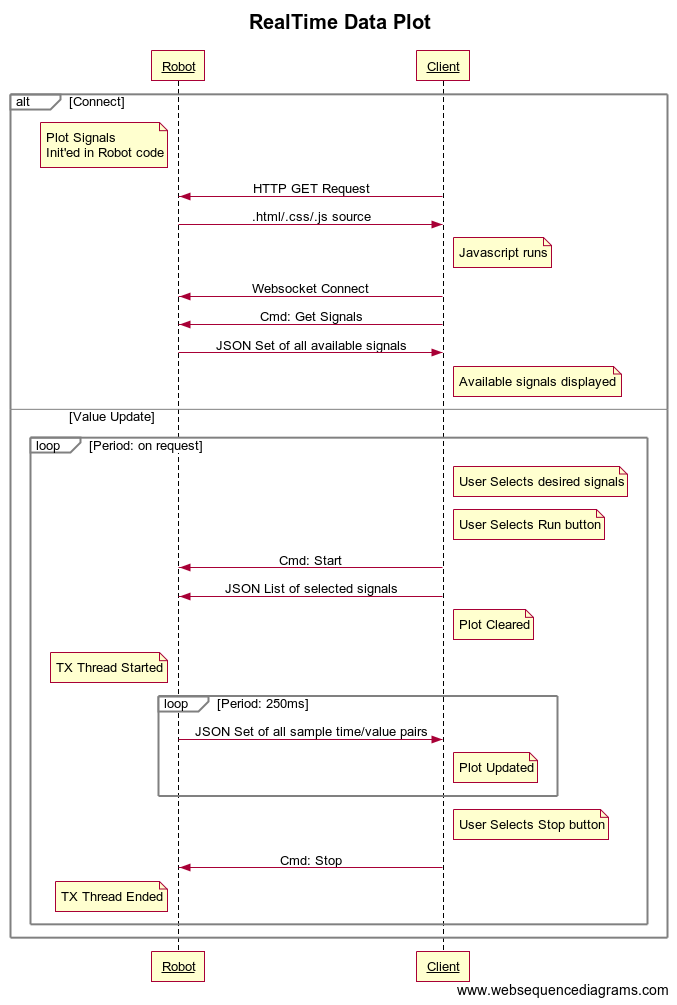 RealTime Data Plot
Robot
Client
alt
[Connect]
Plot Signals
Init'ed in Robot code
HTTP GET Request
.html/.css/.js source
Javascript runs
Websocket Connect
Cmd: Get Signals
JSON Set of all available signals
Available signals displayed
[Value Update]
loop
[Period: on request]
User Selects desired signals
User Selects Run button
Cmd: Start
JSON List of selected signals
Plot Cleared
TX Thread Started
loop
[Period: 250ms]
JSON Set of all sample time/value pairs
Plot Updated
User Selects Stop button
Cmd: Stop
TX Thread Ended
Robot
Client
www.websequencediagrams.com